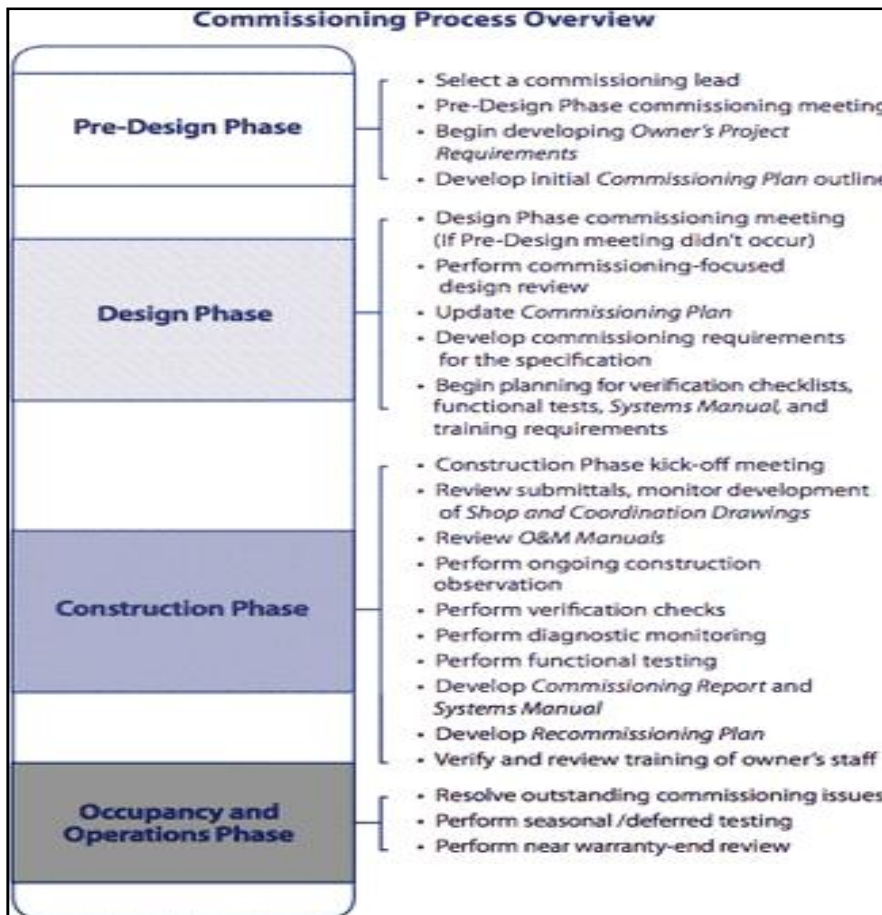 Commissioning Process Overview
Pre-Design Phase
• Select a commissioning lead
• Pre-Design Phase commissioning meeting
• Begin developing Owner's Project
Requirements
• Develop initial Commissioning Plan outline
Design Phase
• Design Phase commissioning meeting
(If Pre-Design meeting didn't occur)
• Perform commissioning-focused
design review
• Update Commissioning Plan
• Develop commissioning requirements
for the specification
• Begin planning for verification checklists,
functional tests, Systems Manual, and
training requirements
Construction Phase
• Construction Phase kick-off meeting
• Review submittals, monitor development
of Shop and Coordination Drawings
• Review O&M Manuals
• Perform ongoing construction
observation
• Perform verification checks
• Perform diagnostic monitoring
• Perform functional testing
• Develop Commissioning Report and
Systems Manual
• Develop Recommissioning Plan
• Verify and review training of owner's staff
Occupancy and
Operations Phase
• Resolve outstanding commissioning issues
• Perform seasonal /deferred testing
• Perform near warranty-end review